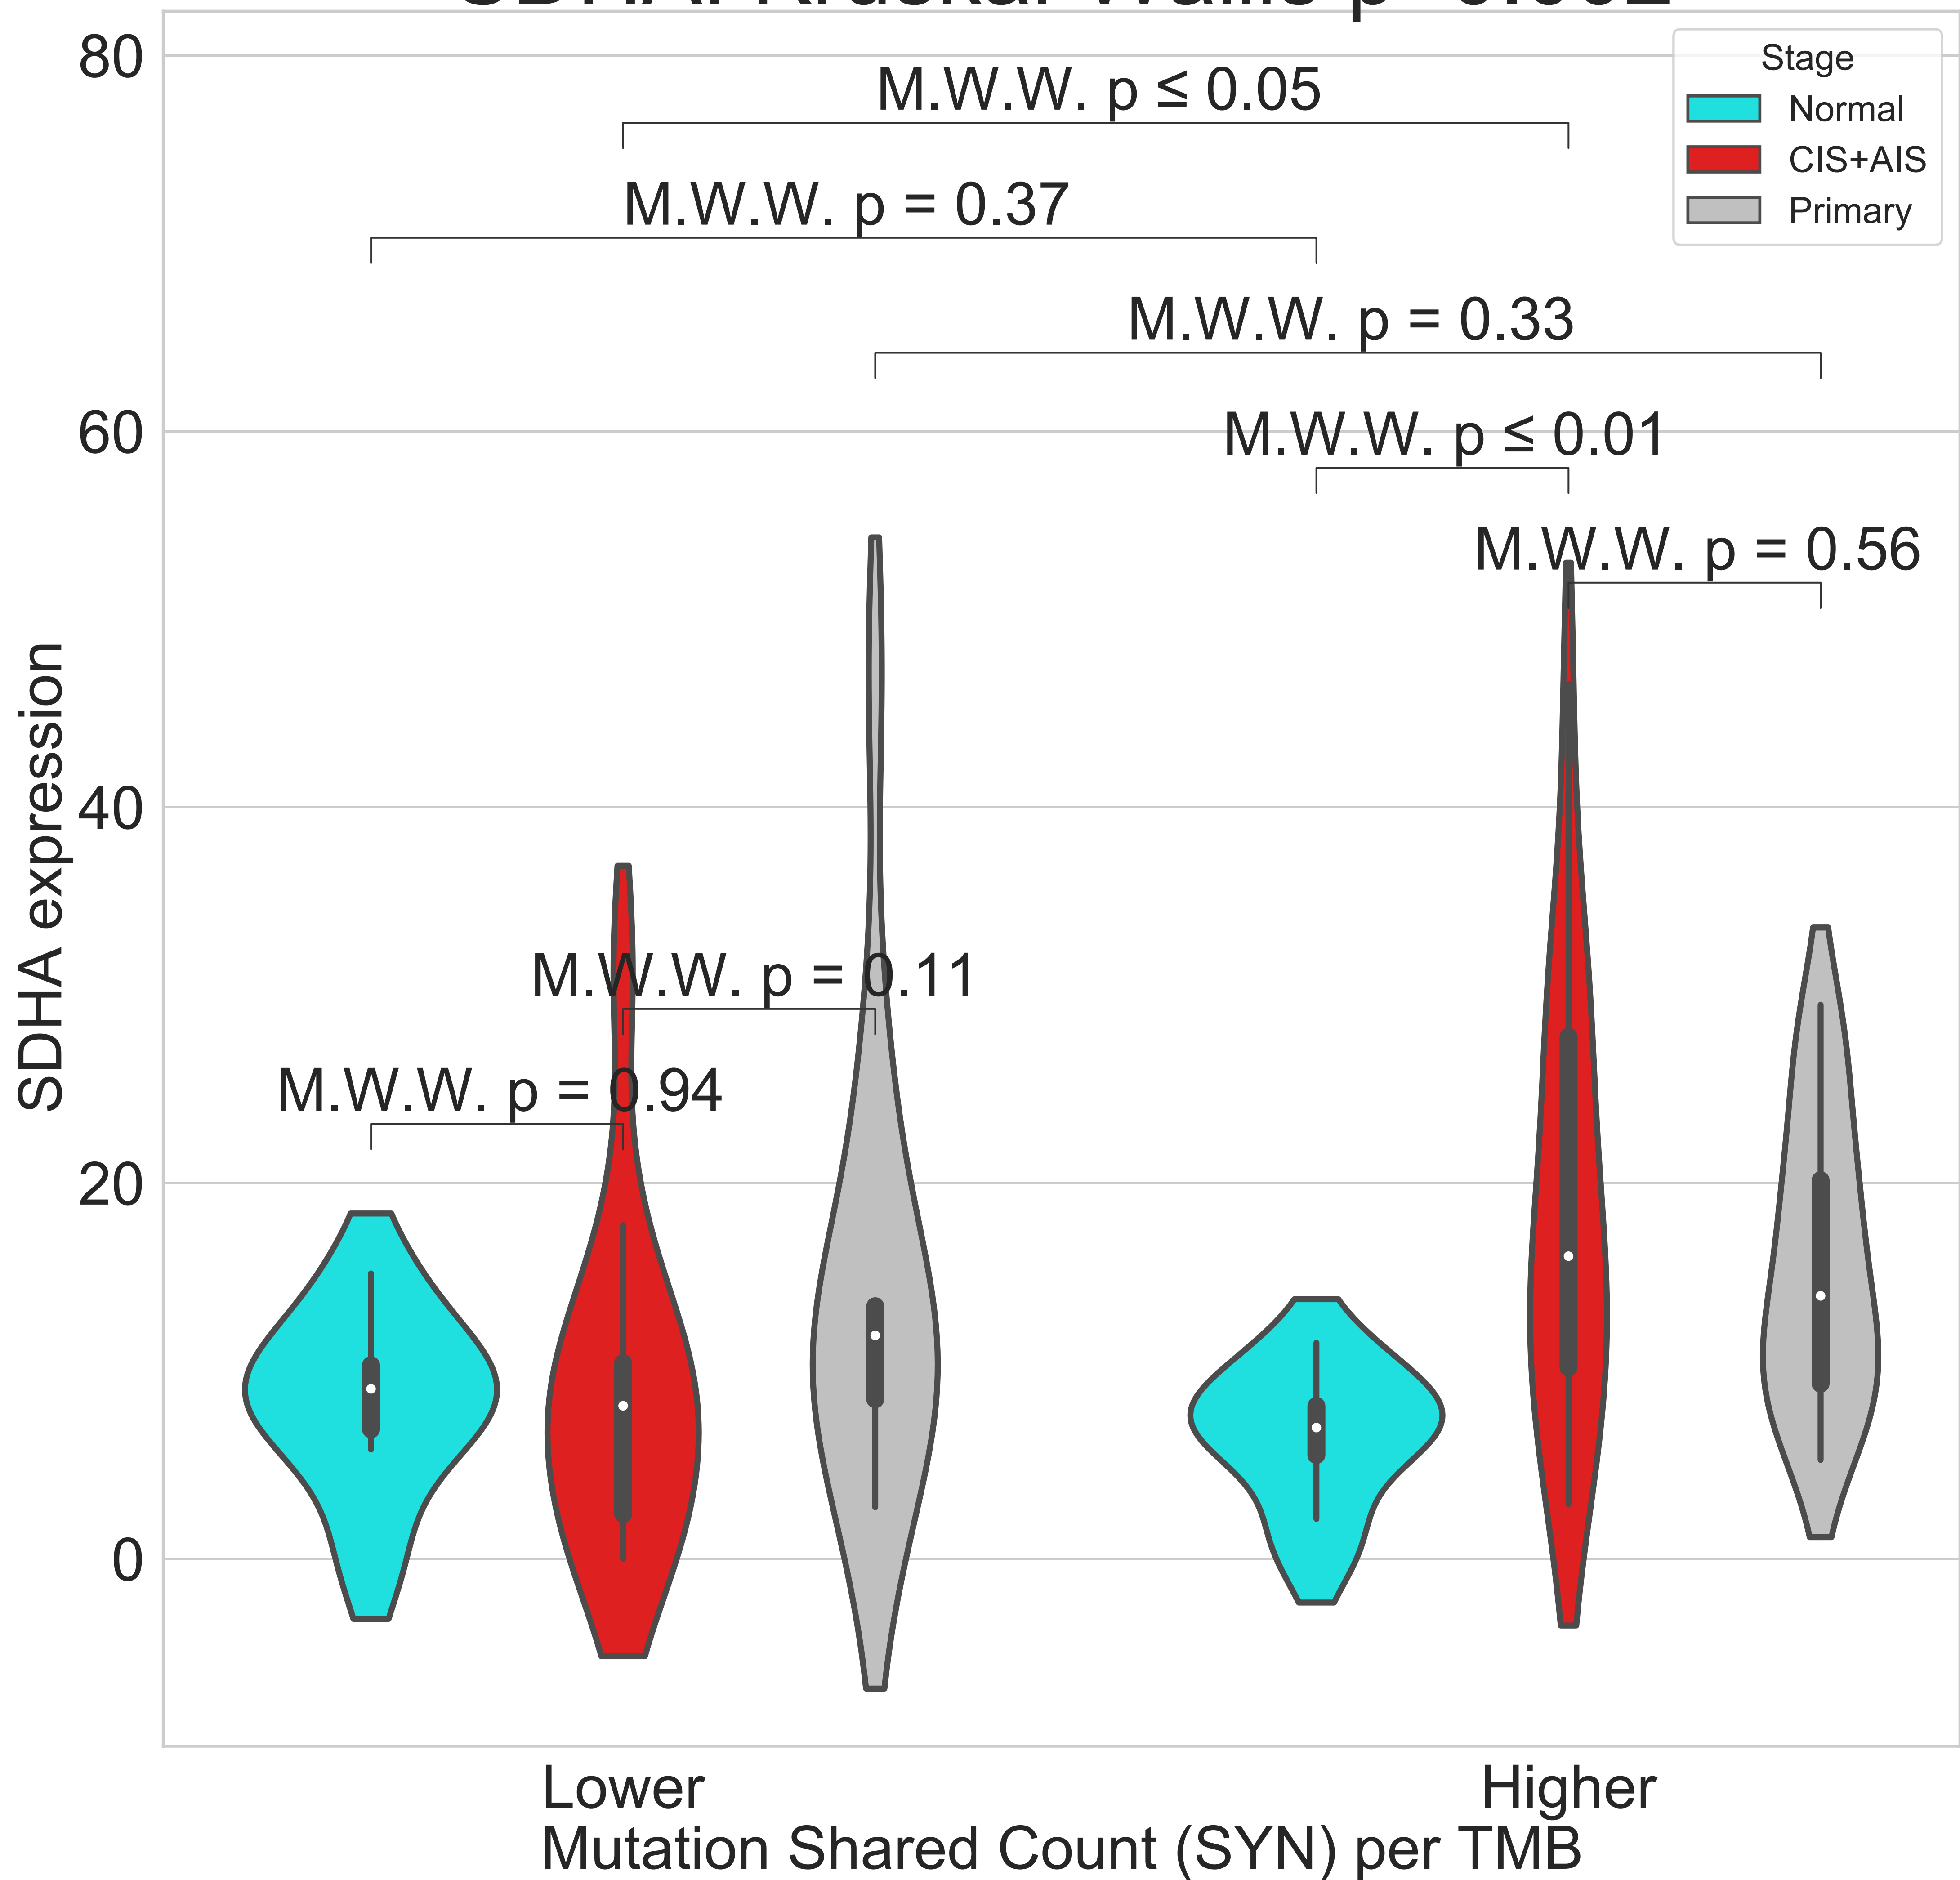 80
M.W.W. p ≤ 0.05
Stage
Normal
CIS+AIS
Primary
M.W.W. p = 0.37
M.W.W. p = 0.33
60
M.W.W. p ≤ 0.01
M.W.W. p = 0.56
SDHA expression
40
M.W.W. p = 0.11
M.W.W. p = 0.94
20
0
Lower
Higher
Mutation Shared Count (SYN) per TMB